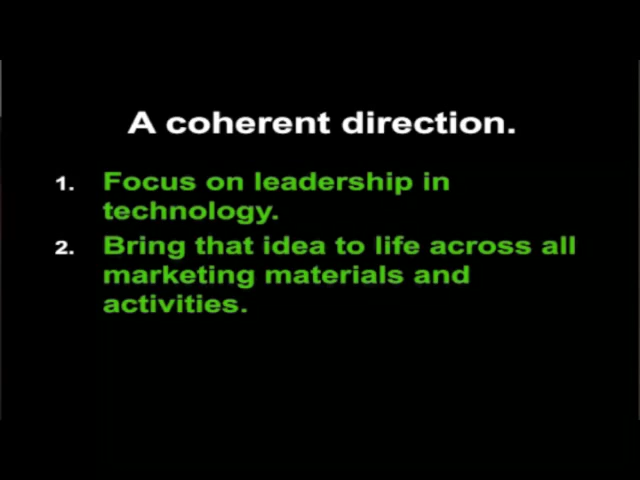 A coherent direction.
1. Focus on leadership in
technology.
2. Bring that idea to life across all
marketing materials and
activities.